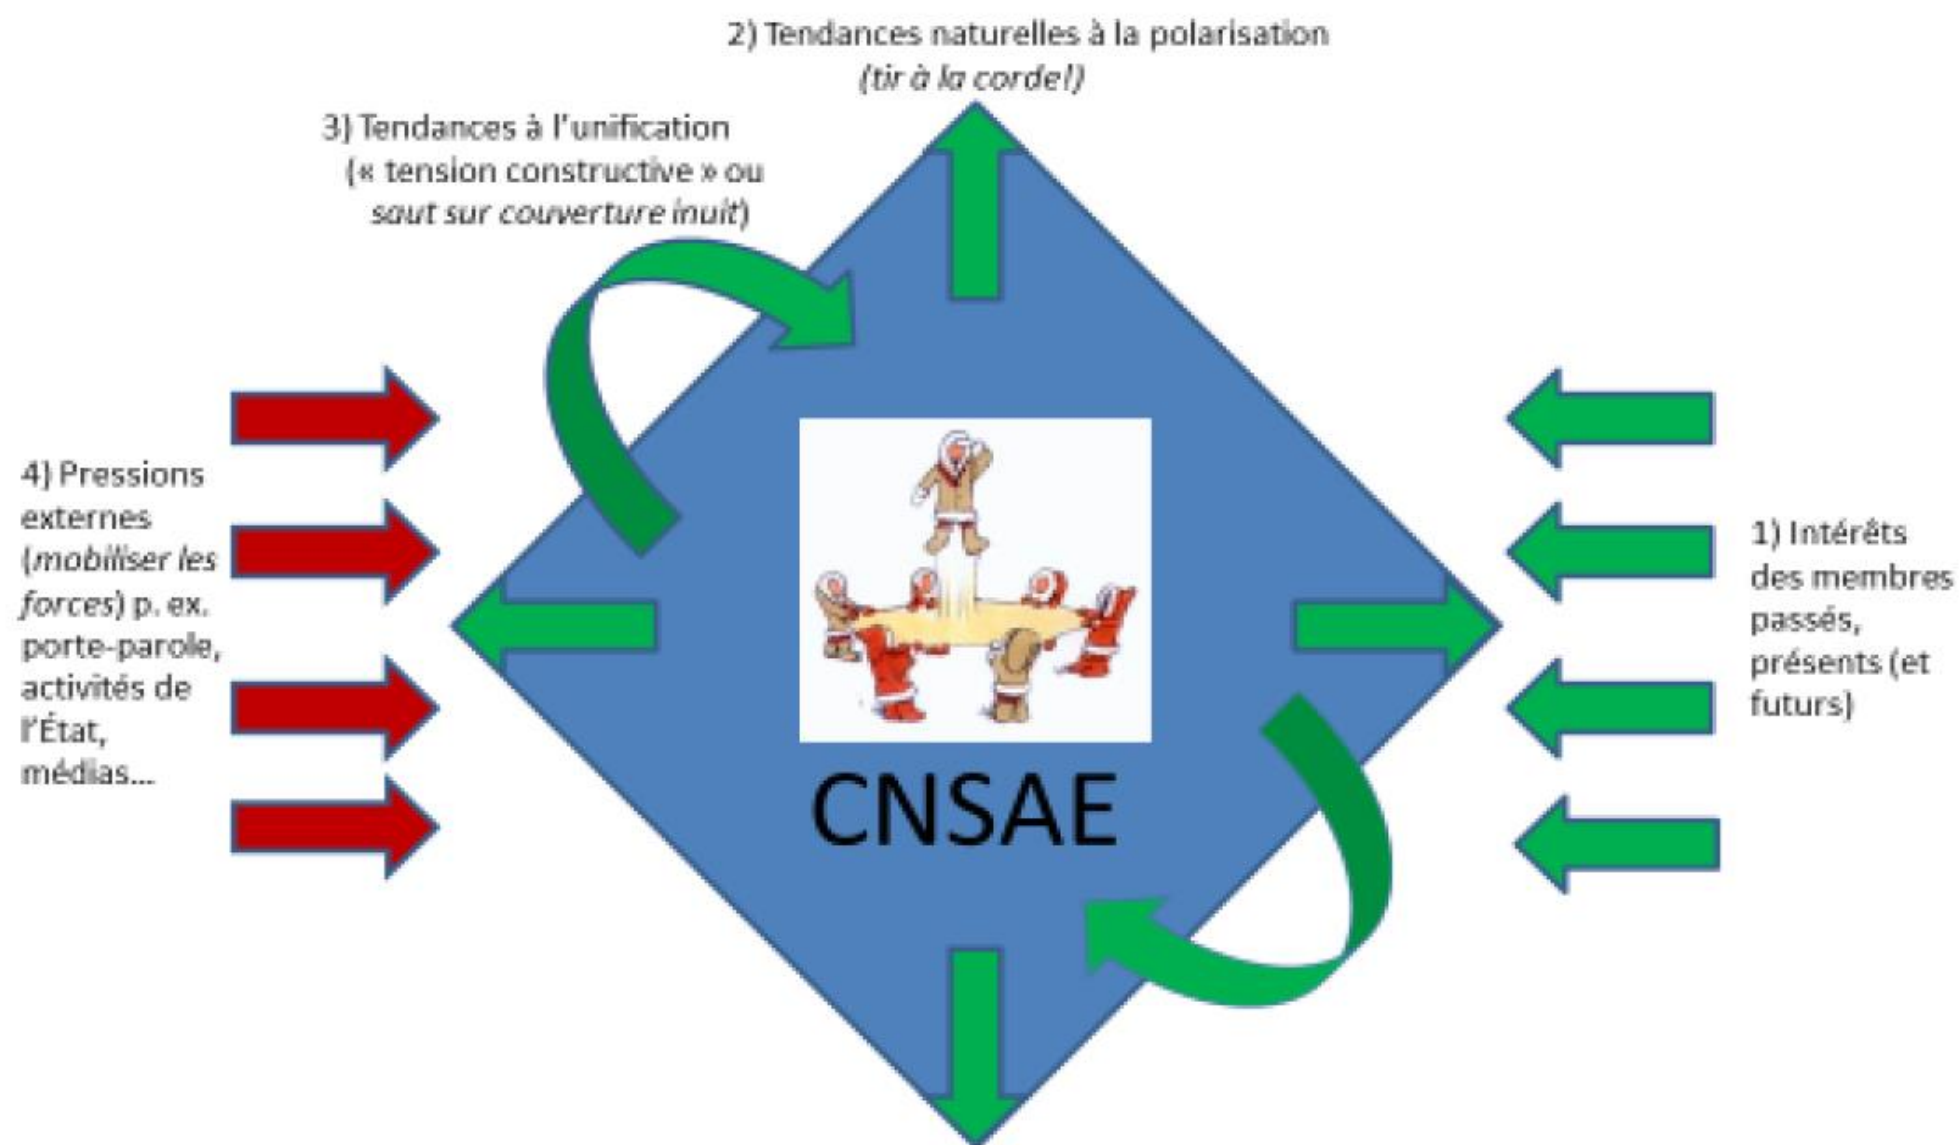 2) Tendances naturelles à la polarisation
(tir à la corde!)
3) Tendances à l'unification
(« tension constructive » ou
saut sur couverture inuit)
4) Pressions
externes
(mobiliser les
forces) p. ex.
porte-parole,
activités de
l'État,
médias...
1) Intérêts
des membres
passés,
présents (et
futurs)
CNSAE